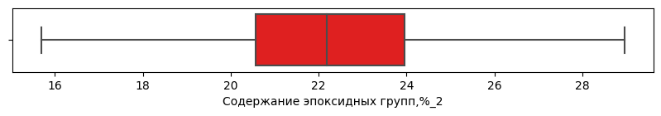 16 18 20 22 24 26 28
Содержание эпоксидных групп,%_2